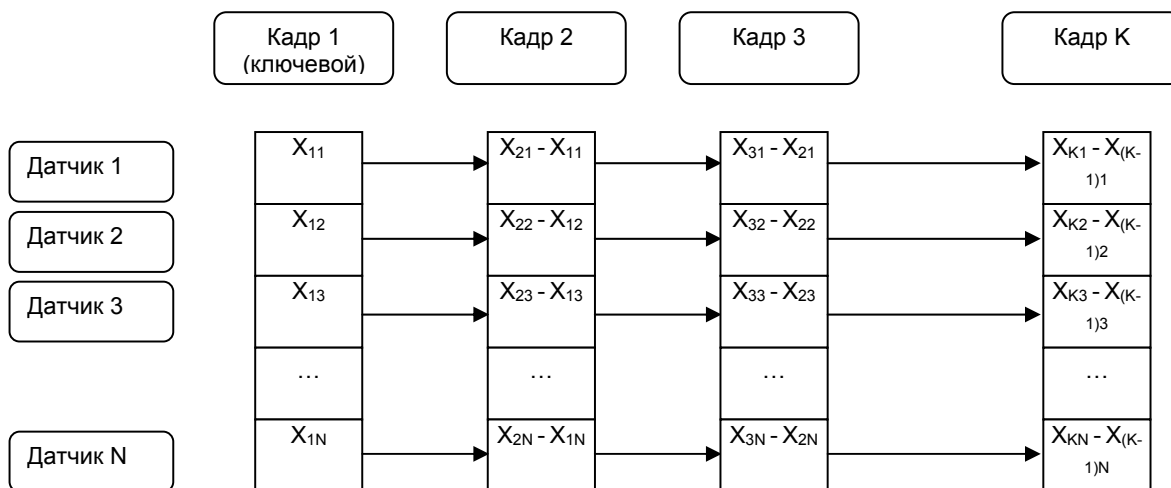 Кадр 1
(ключевой)
Кадр 2
Кадр 3
Кадр K
Датчик 1
X11
X21 - X11
X31 - X21
XK1 - X(K-
1)1
Датчик 2
X12
X22 - X12
X32 - X22
XK2 - X(K-
1)2
Датчик 3
X13
X23 - X13
X33 - X23
XK3 - X(K-
1)3
…
…
…
…
Датчик N
X1N
X2N - X1N
X3N - X2N
XKN - X(K-
1)N